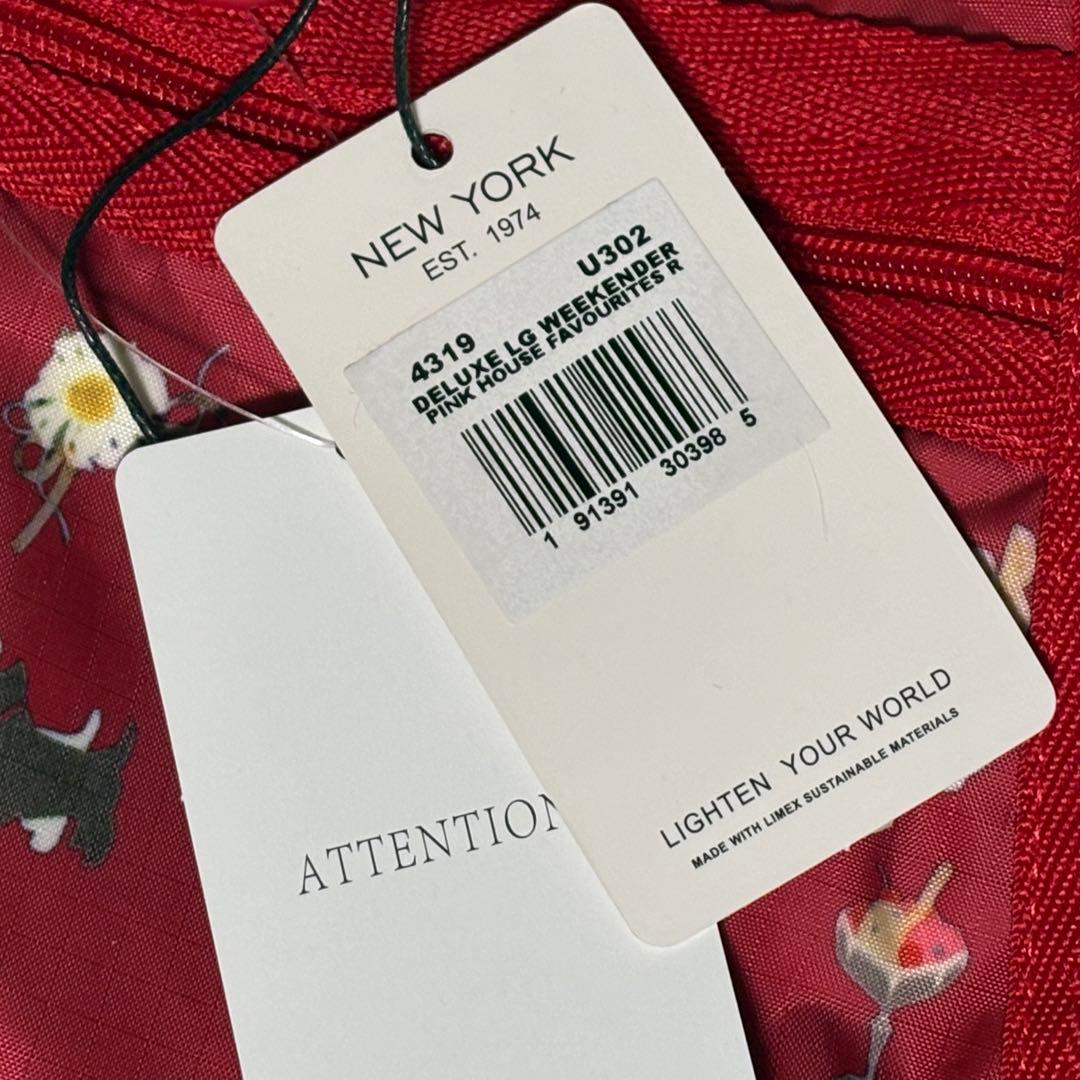 NEW YORK
EST. 1974
4319 U302
DELUXE LG WEEKENDER
PINK HOUSE FAVOURITES R
1 91391 30398 5
LIGHTEN YOUR WORLD
MADE WITH LIMEX SUSTAINABLE MATERIALS
ATTENTION